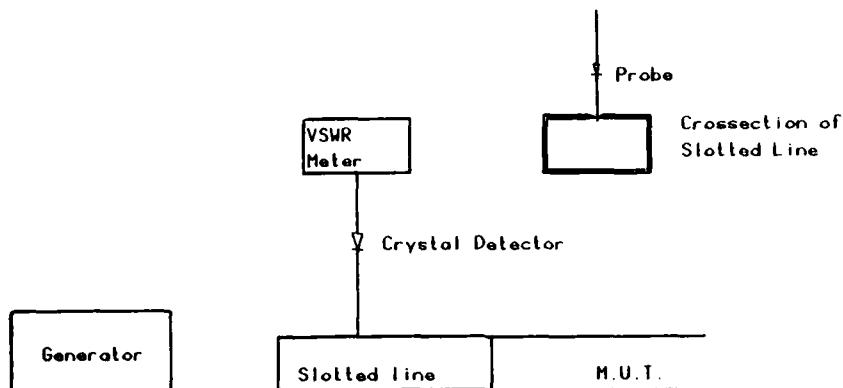 Probe
Crossection of
Slotted Line
VSWR
Meter
Crystal Detector
Generator
Slotted line
M.U.T.